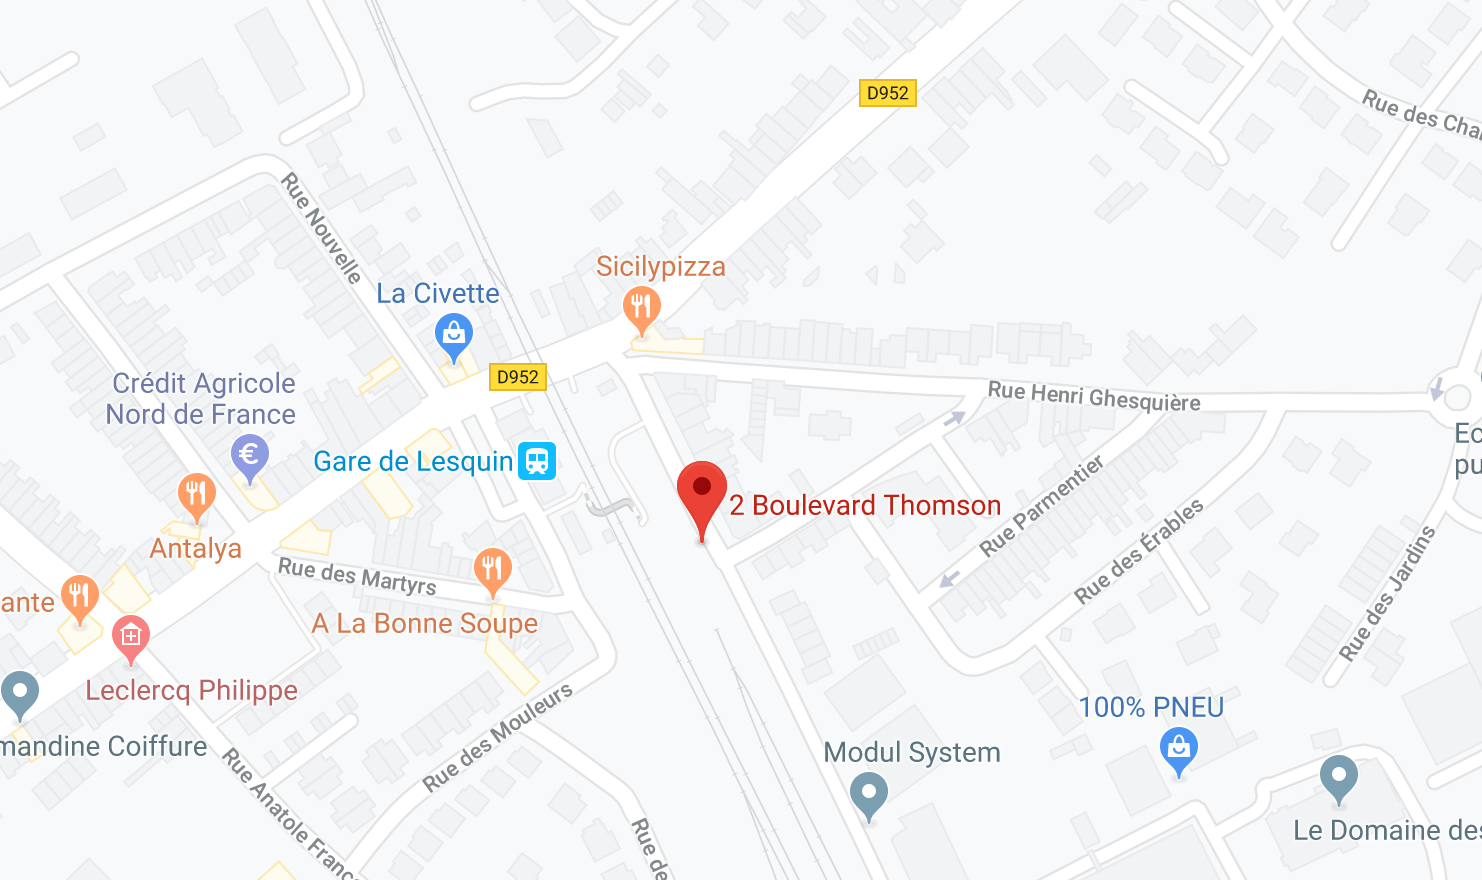 D952
Rue des Cha
Rue Nouvelle
Sicilypizza
La Civette
D952
Crédit Agricole
Nord de France
Rue Henri Ghesquière
Ec
pu
Gare de Lesquin
2 Boulevard Thomson
Rue Parmentier
Rue des Érables
Rue des Jardins
Antalya
Rue des Martyrs
ante
A La Bonne Soupe
Leclercq Philippe
Rue des Mouleurs
100% PNEU
mandine Coiffure
Modul System
Rue Anatole France
Rue de
Le Domaine des